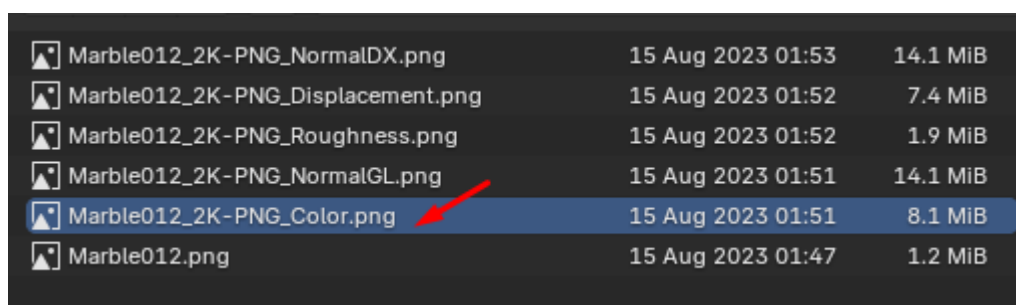 Marble012_2K-PNG_NormalDX.png 15 Aug 2023 01:53 14.1 MiB
Marble012_2K-PNG_Displacement.png 15 Aug 2023 01:52 7.4 MiB
Marble012_2K-PNG_Roughness.png 15 Aug 2023 01:52 1.9 MiB
Marble012_2K-PNG_NormalGL.png 15 Aug 2023 01:51 14.1 MiB
Marble012_2K-PNG_Color.png 15 Aug 2023 01:51 8.1 MiB
Marble012.png 15 Aug 2023 01:47 1.2 MiB